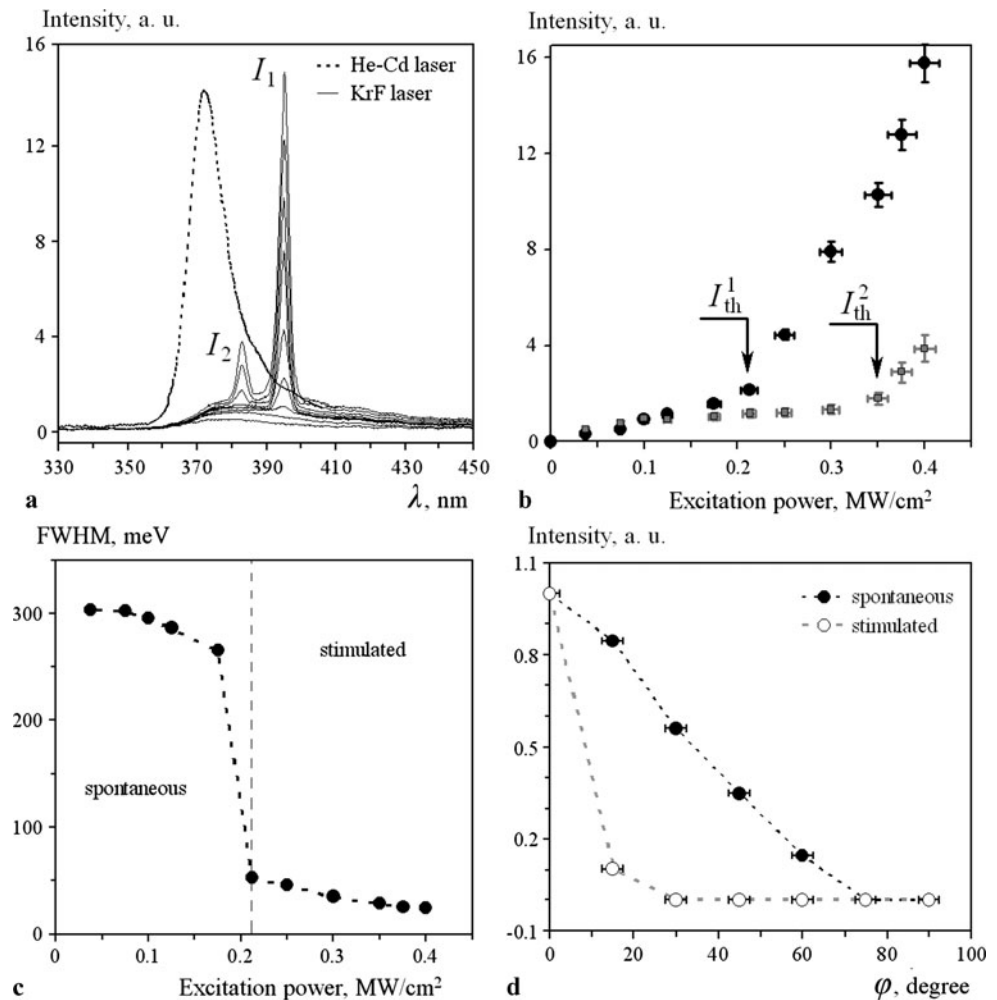 Intensity, a. u.
16
12
8
4
0
I₁
I₂
He-Cd laser
KrF laser
330 350 370 390 410 430 450
a
λ, nm
Intensity, a. u.
16
12
8
4
0
I¹th
I²th
0 0.1 0.2 0.3 0.4
b
Excitation power, MW/cm²
FWHM, meV
300
200
100
0
spontaneous
stimulated
0 0.1 0.2 0.3 0.4
c
Excitation power, MW/cm²
Intensity, a. u.
1.1
0.8
0.5
0.2
-0.1
spontaneous
stimulated
0 20 40 60 80 100
d
φ, degree